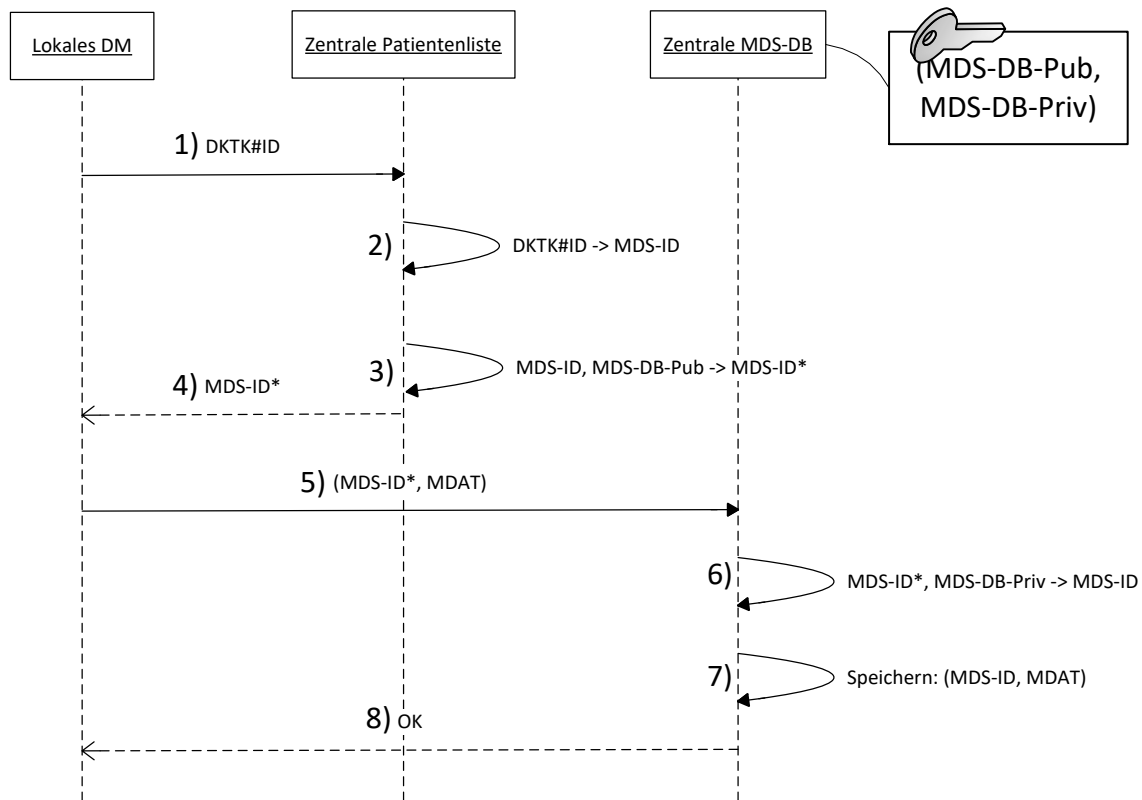 Lokales DM
Zentrale Patientenliste
Zentrale MDS-DB
(MDS-DB-Pub,
MDS-DB-Priv)
1) DKTK#ID
2) DKTK#ID -> MDS-ID
3) MDS-ID, MDS-DB-Pub -> MDS-ID*
4) MDS-ID*
5) (MDS-ID*, MDAT)
6) MDS-ID*, MDS-DB-Priv -> MDS-ID
7) Speichern: (MDS-ID, MDAT)
8) OK